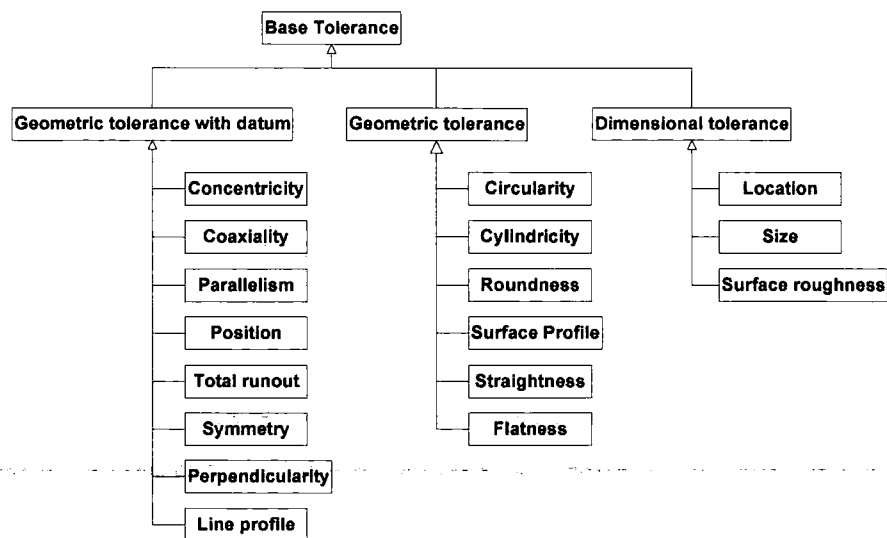 Base Tolerance
Geometric tolerance with datum
Geometric tolerance
Dimensional tolerance
Concentricity
Coaxiality
Parallelism
Position
Total runout
Symmetry
Perpendicularity
Line profile
Circularity
Cylindricity
Roundness
Surface Profile
Straightness
Flatness
Location
Size
Surface roughness